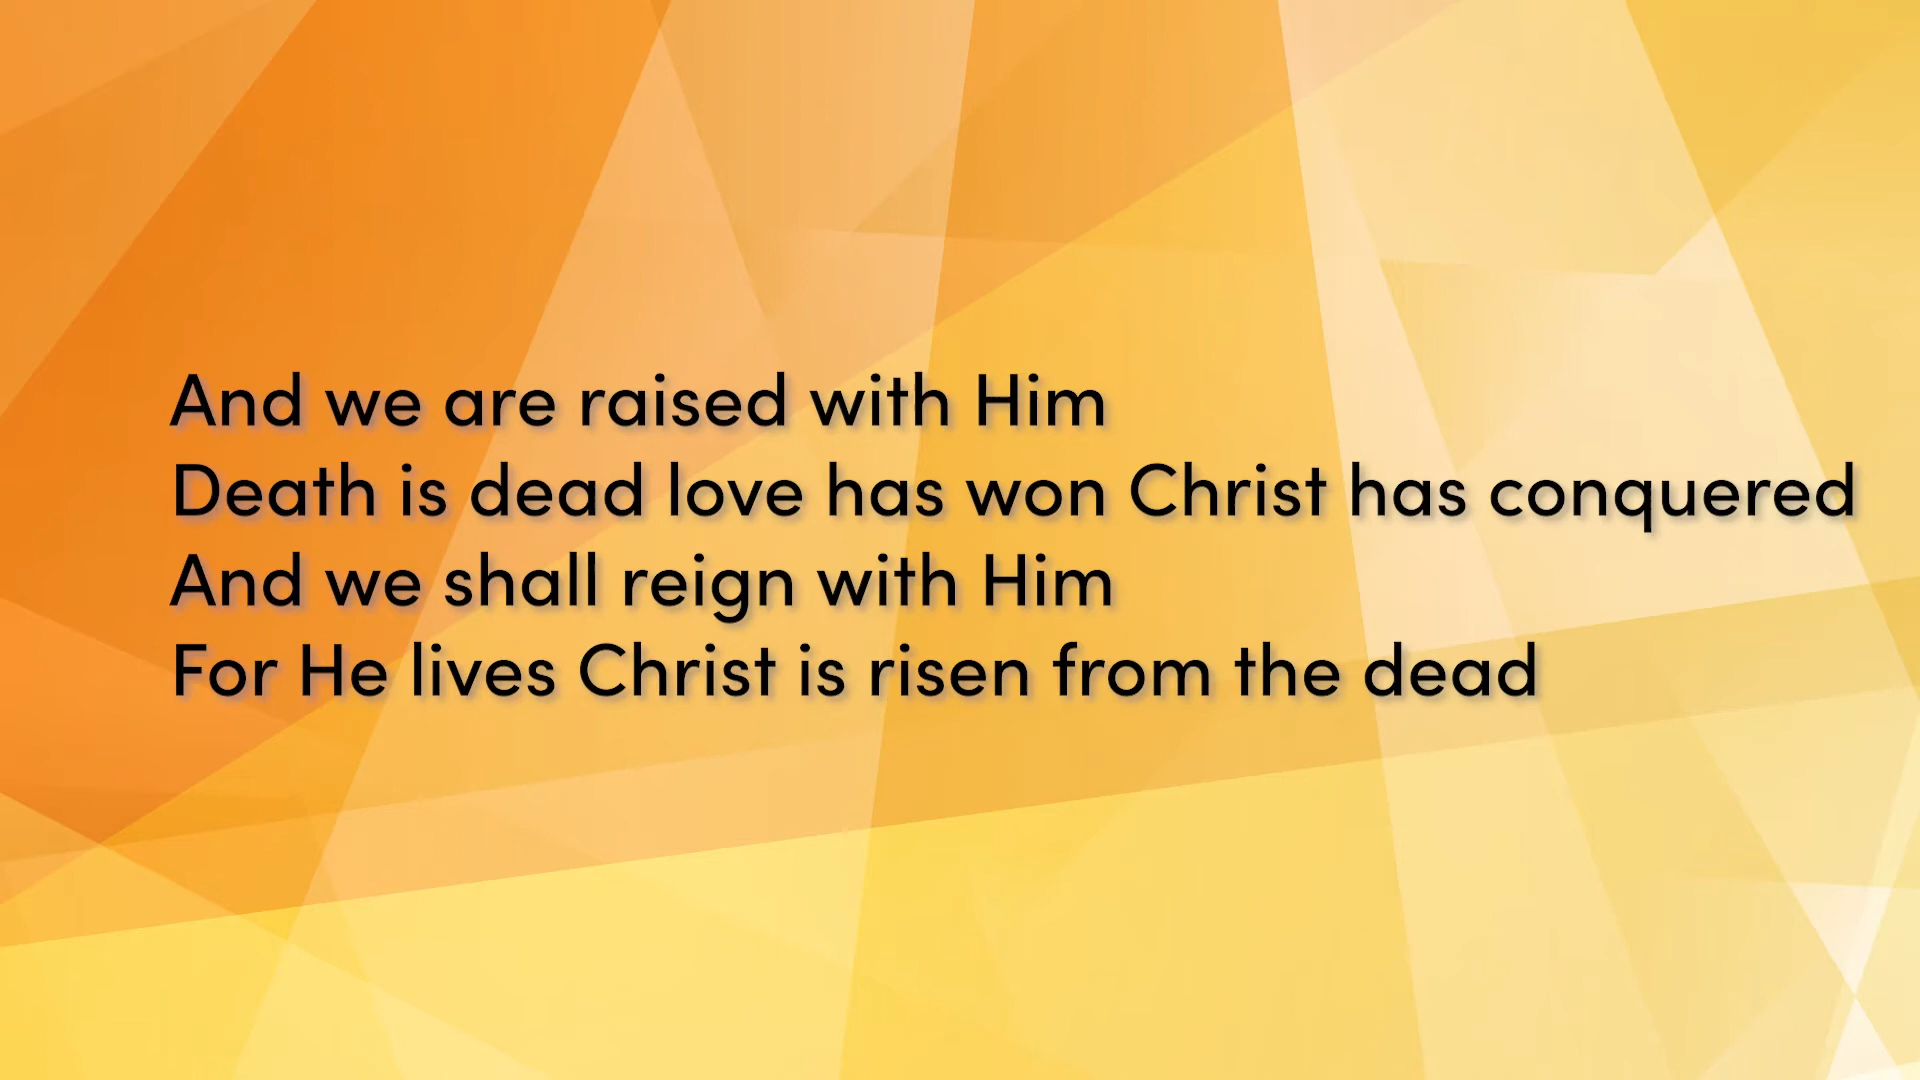 And we are raised with Him
Death is dead love has won Christ has conquered
And we shall reign with Him
For He lives Christ is risen from the dead